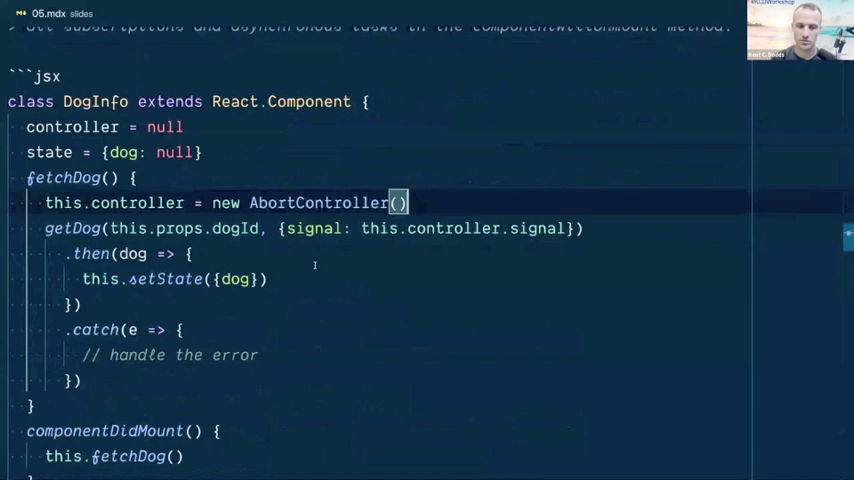 05.mdx slides
> all subscriptions and asynchronous tasks in the componentWillUnmount method.
```jsx
class DogInfo extends React.Component {
controller = null
state = {dog: null}
fetchDog() {
this.controller = new AbortController()
getDog(this.props.dogId, {signal: this.controller.signal})
.then(dog => {
this.setState({dog})
})
.catch(e => {
// handle the error
})
}
componentDidMount() {
this.fetchDog()
Kent C. Dodds